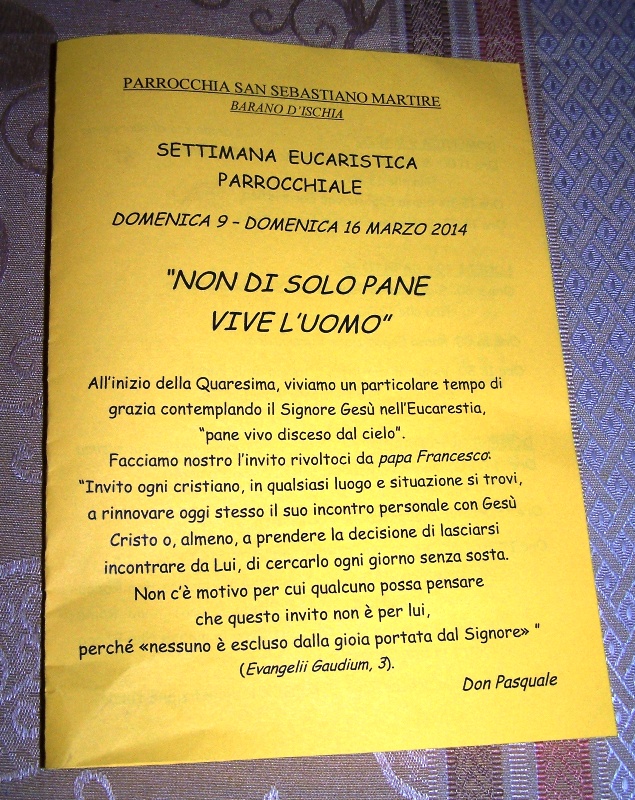 PARROCCHIA SAN SEBASTIANO MARTIRE
BARANO D'ISCHIA
SETTIMANA EUCARISTICA
PARROCCHIALE
DOMENICA 9 – DOMENICA 16 MARZO 2014
"NON DI SOLO PANE
VIVE L'UOMO"
All'inizio della Quaresima, viviamo un particolare tempo di
grazia contemplando il Signore Gesù nell'Eucarestia,
"pane vivo disceso dal cielo".
Facciamo nostro l'invito rivoltoci da papa Francesco:
"Invito ogni cristiano, in qualsiasi luogo e situazione si trovi,
a rinnovare oggi stesso il suo incontro personale con Gesù
Cristo o, almeno, a prendere la decisione di lasciarsi
incontrare da Lui, di cercarlo ogni giorno senza sosta.
Non c'è motivo per cui qualcuno possa pensare
che questo invito non è per lui,
perché «nessuno è escluso dalla gioia portata dal Signore» "
(Evangelii Gaudium, 3).
Don Pasquale